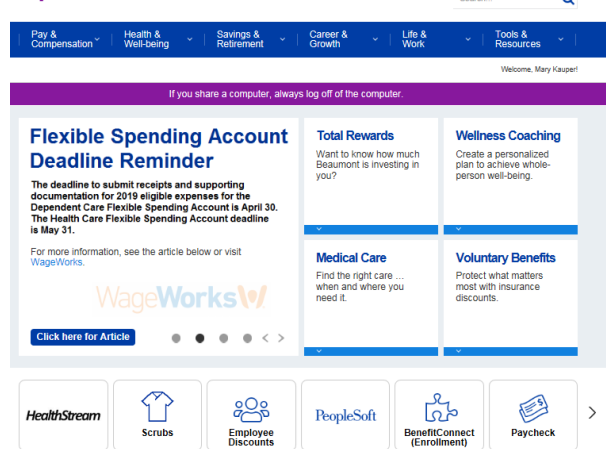 Pay &
Compensation
Health &
Well-being
Savings &
Retirement
Career &
Growth
Life &
Work
Tools &
Resources
Welcome, Mary Kauper!
If you share a computer, always log off of the computer.
Flexible Spending Account
Deadline Reminder
The deadline to submit receipts and supporting
documentation for 2019 eligible expenses for the
Dependent Care Flexible Spending Account is April 30.
The Health Care Flexible Spending Account deadline
is May 31.
For more information, see the article below or visit
WageWorks.
WageWorks
Click here for Article
Total Rewards
Want to know how much
Beaumont is investing in
you?
Wellness Coaching
Create a personalized
plan to achieve whole-
person well-being.
Medical Care
Find the right care ...
when and where you
need it.
Voluntary Benefits
Protect what matters
most with insurance
discounts.
HealthStream
Scrubs
Employee
Discounts
PeopleSoft
BenefitConnect
(Enrollment)
Paycheck